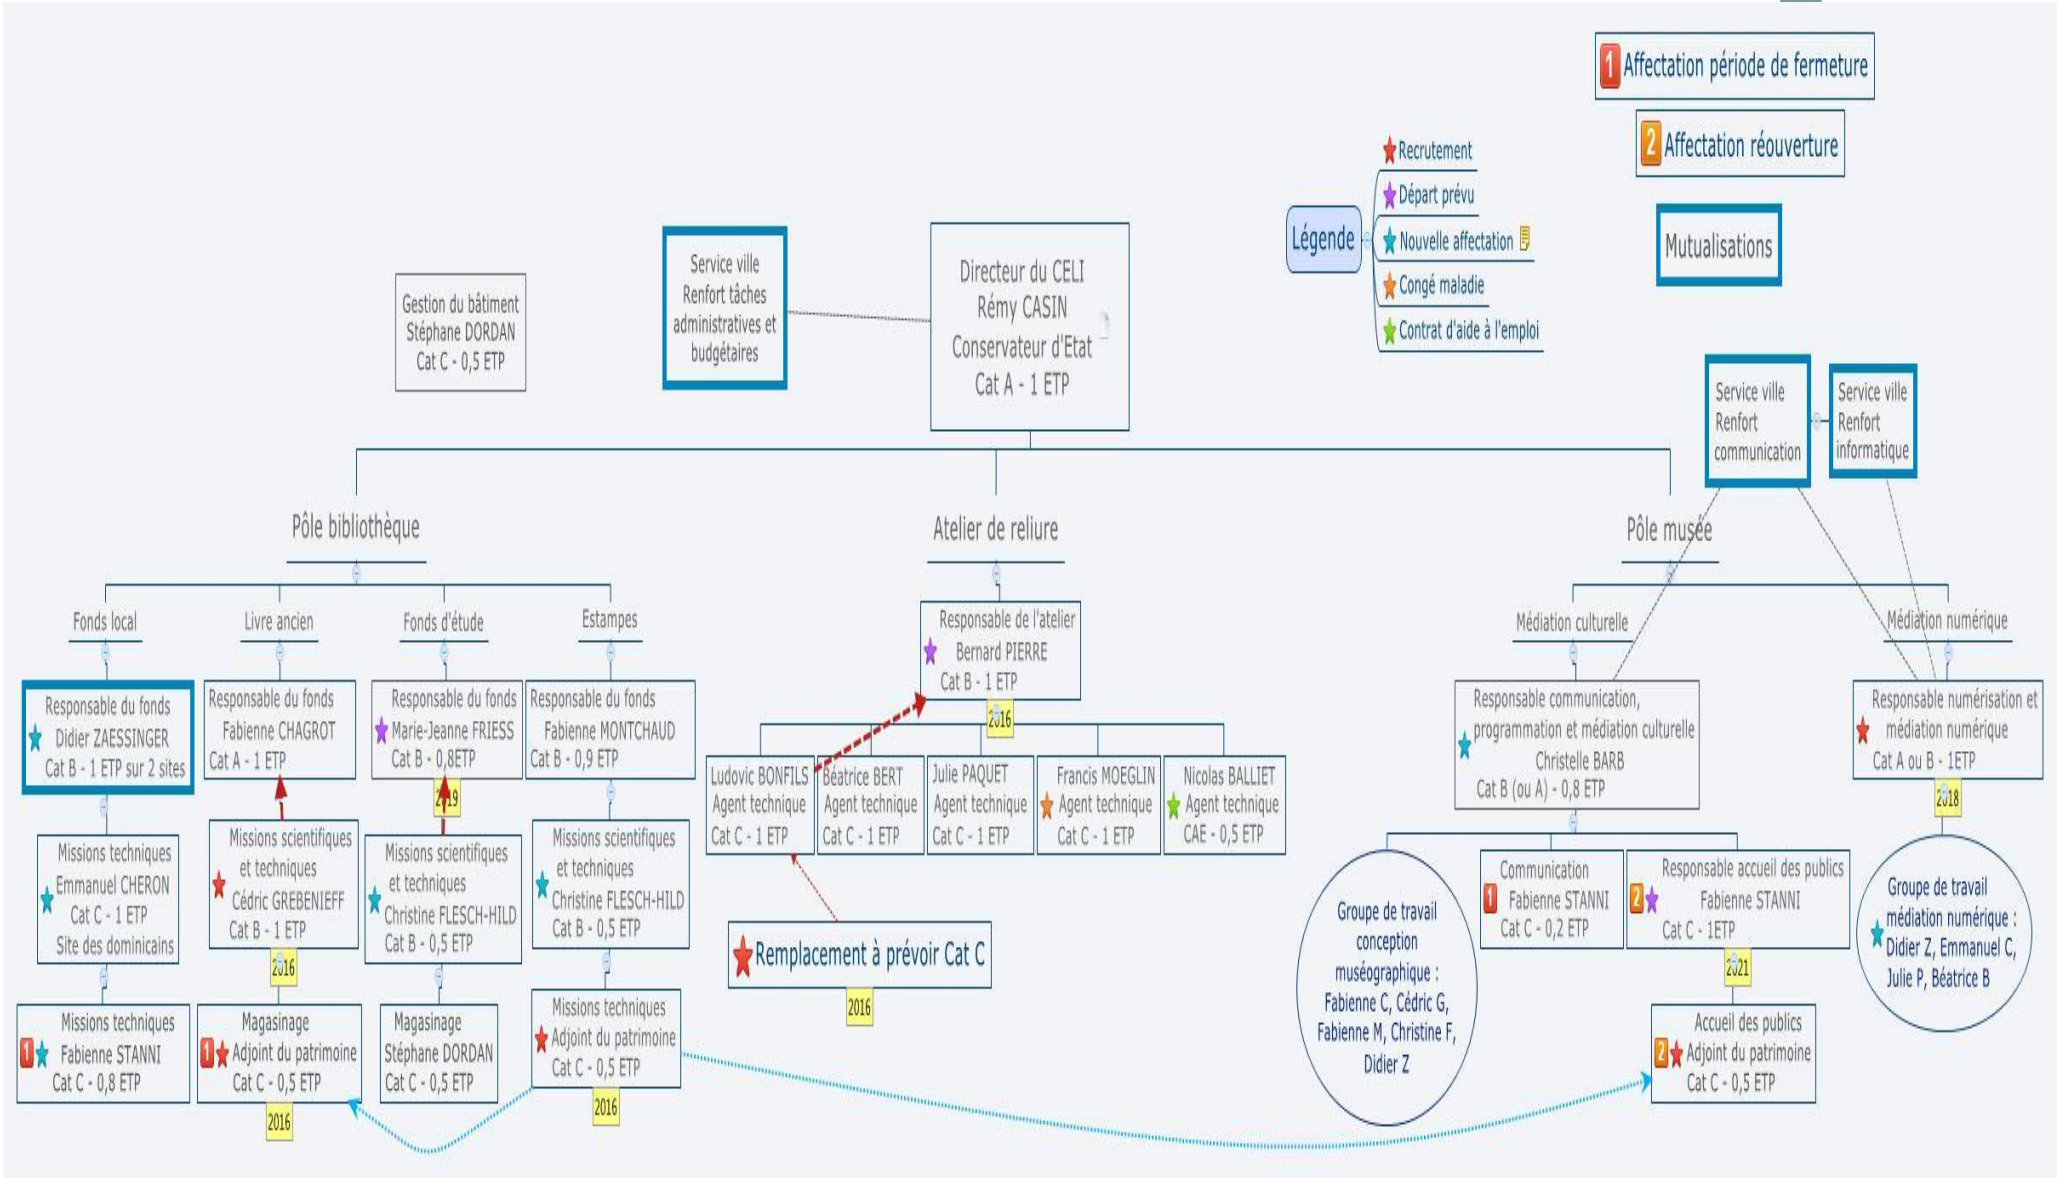 1 Affectation période de fermeture
2 Affectation réouverture
Mutualisations
Légende
Recrutement
Départ prévu
Nouvelle affectation
Congé maladie
Contrat d'aide à l'emploi
Gestion du bâtiment
Stéphane DORDAN
Cat C - 0,5 ETP
Service ville
Renfort tâches
administratives et
budgétaires
Directeur du CELI
Rémy CASIN
Conservateur d'Etat
Cat A - 1 ETP
Service ville
Renfort
communication
Service ville
Renfort
informatique
Pôle bibliothèque
Atelier de reliure
Pôle musée
Fonds local
Livre ancien
Fonds d'étude
Estampes
Responsable du fonds
Didier ZAESSINGER
Cat B - 1 ETP sur 2 sites
Responsable du fonds
Fabienne CHAGROT
Cat A - 1 ETP
Responsable du fonds
Marie-Jeanne FRIESS
Cat B - 0,8ETP
2019
Responsable du fonds
Fabienne MONTCHAUD
Cat B - 0,9 ETP
Missions techniques
Emmanuel CHERON
Cat C - 1 ETP
Site des dominicains
Missions scientifiques
et techniques
Cédric GREBENIEFF
Cat B - 1 ETP
2016
Missions scientifiques
et techniques
Christine FLESCH-HILD
Cat B - 0,5 ETP
Missions scientifiques
et techniques
Christine FLESCH-HILD
Cat B - 0,5 ETP
1 Missions techniques
Fabienne STANNI
Cat C - 0,8 ETP
1 Magasinage
Adjoint du patrimoine
Cat C - 0,5 ETP
2016
Magasinage
Stéphane DORDAN
Cat C - 0,5 ETP
Missions techniques
Adjoint du patrimoine
Cat C - 0,5 ETP
2016
Responsable de l'atelier
Bernard PIERRE
Cat B - 1 ETP
2016
Ludovic BONFILS
Agent technique
Cat C - 1 ETP
Béatrice BERT
Agent technique
Cat C - 1 ETP
Julie PAQUET
Agent technique
Cat C - 1 ETP
Francis MOEGLIN
Agent technique
Cat C - 1 ETP
Nicolas BALLIET
Agent technique
CAE - 0,5 ETP
Remplacement à prévoir Cat C
2016
Médiation culturelle
Médiation numérique
Responsable communication,
programmation et médiation culturelle
Christelle BARB
Cat B (ou A) - 0,8 ETP
Responsable numérisation et
médiation numérique
Cat A ou B - 1ETP
2018
Groupe de travail
conception
muséographique :
Fabienne C, Cédric G,
Fabienne M, Christine F,
Didier Z
1 Communication
Fabienne STANNI
Cat C - 0,2 ETP
2 Responsable accueil des publics
Fabienne STANNI
Cat C - 1ETP
2021
Groupe de travail
médiation numérique :
Didier Z, Emmanuel C,
Julie P, Béatrice B
2 Accueil des publics
Adjoint du patrimoine
Cat C - 0,5 ETP